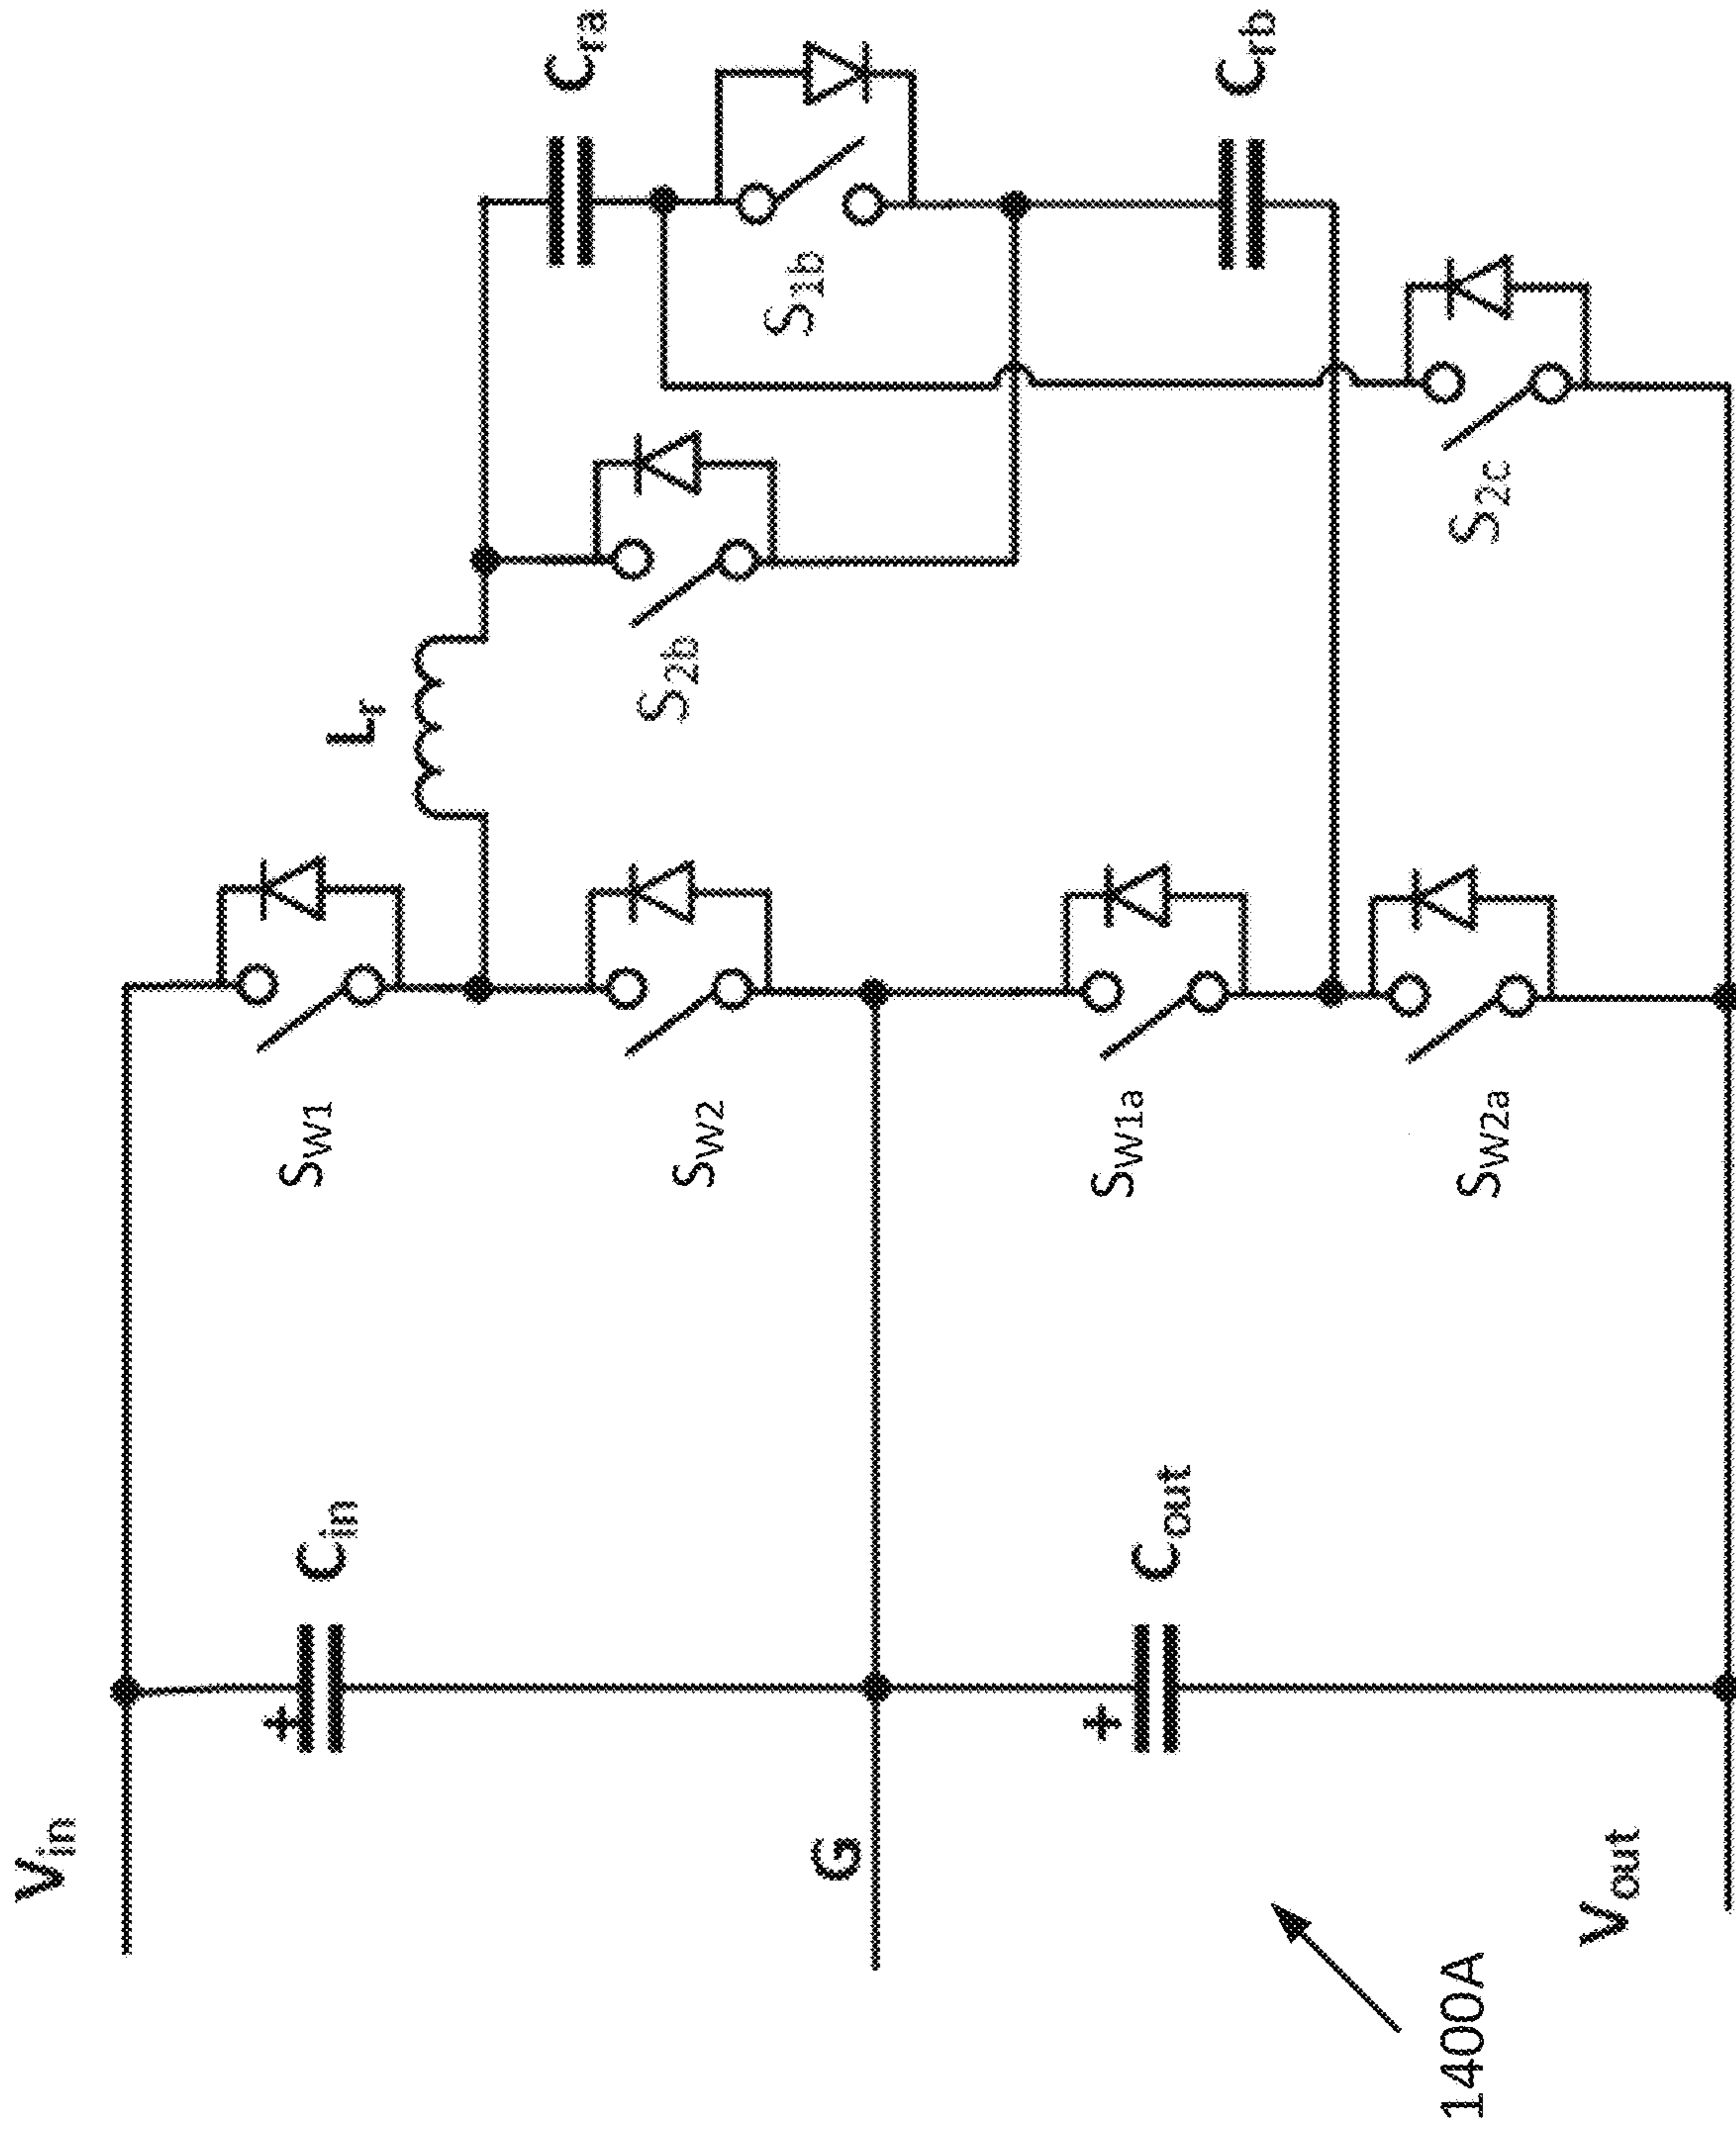 Vin
G
Vout
1400A
Cin
Cout
SW1
SW2
SW1a
SW2a
Lr
S2b
S2c
S1b
Cra
Crb
+
+